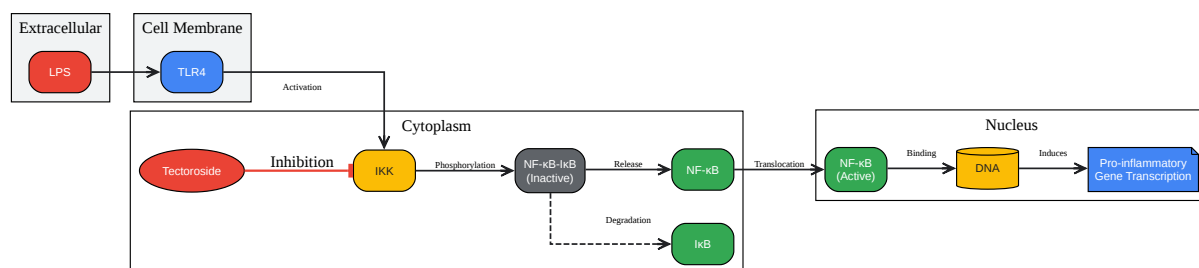 Extracellular
LPS
Cell Membrane
TLR4
Activation
Cytoplasm
Tectoroside
Inhibition
IKK
Phosphorylation
NF-κB-IκB
(Inactive)
Release
NF-κB
Degradation
IκB
Translocation
Nucleus
NF-κB
(Active)
Binding
DNA
Induces
Pro-inflammatory
Gene Transcription